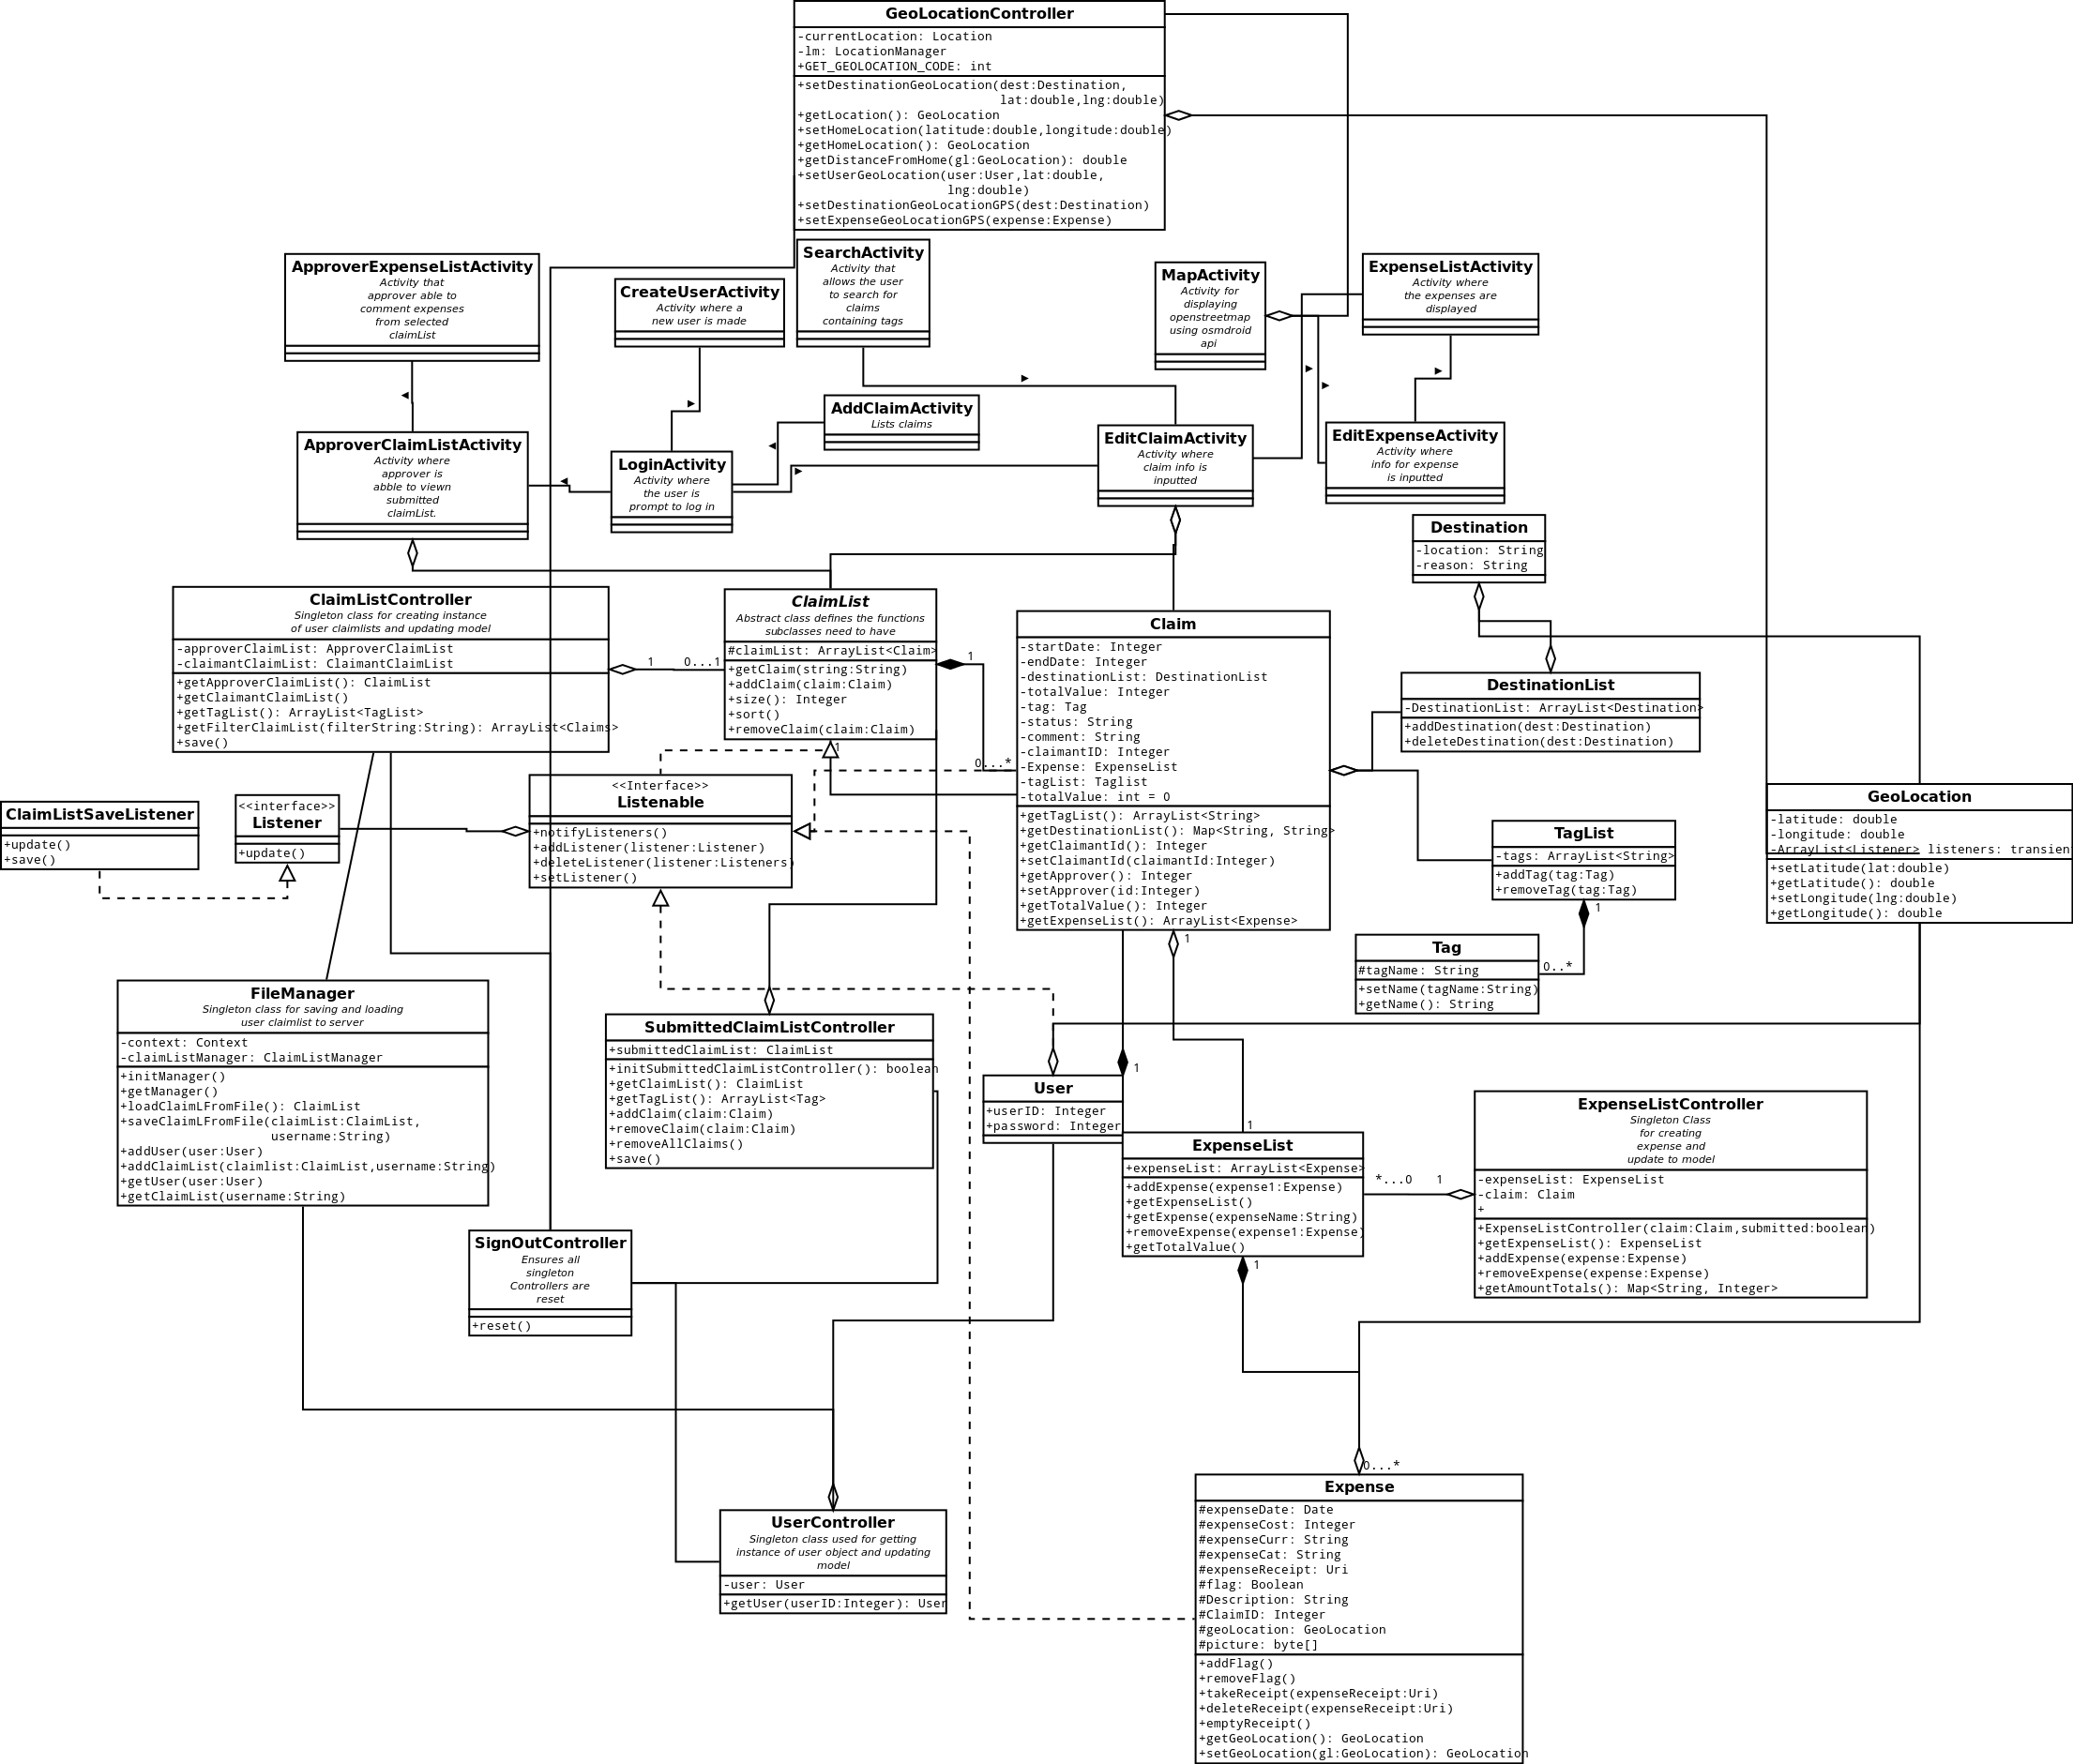 GeoLocationController
-currentLocation: Location
-lm: LocationManager
+GET_GEOLOCATION_CODE: int
+setDestinationGeoLocation(dest:Destination,
lat:double,lng:double)
+getLocation(): GeoLocation
+setHomeLocation(latitude:double,longitude:double)
+getHomeLocation(): GeoLocation
+getDistanceFromHome(gl:GeoLocation): double
+setUserGeoLocation(user:User,lat:double,
lng:double)
+setDestinationGeoLocationGPS(dest:Destination)
+setExpenseGeoLocationGPS(expense:Expense)
ApproverExpenseListActivity
Activity that
approver able to
comment expenses
from selected
claimList
CreateUserActivity
Activity where a
new user is made
SearchActivity
Activity that
allows the user
to search for
claims
containing tags
MapActivity
Activity for
displaying
openstreetmap
using osmdroid
api
ExpenseListActivity
Activity where
the expenses are
displayed
ApproverClaimListActivity
Activity where
approver is
abble to viewn
submitted
claimList.
LoginActivity
Activity where
the user is
prompt to log in
AddClaimActivity
Lists claims
EditClaimActivity
Activity where
claim info is
inputted
EditExpenseActivity
Activity where
info for expense
is inputted
Destination
-location: String
-reason: String
ClaimListController
Singleton class for creating instance
of user claimlists and updating model
-approverClaimList: ApproverClaimList
-claimantClaimList: ClaimantClaimList
+getApproverClaimList(): ClaimList
+getClaimantClaimList()
+getTagList(): ArrayList<TagList>
+getFilterClaimList(filterString:String): ArrayList<Claims>
+save()
1
0...1
ClaimList
Abstract class defines the functions
subclasses need to have
#claimList: ArrayList<Claim>
+getClaim(string:String)
+addClaim(claim:Claim)
+size(): Integer
+sort()
+removeClaim(claim:Claim)
1
1
0...*
Claim
-startDate: Integer
-endDate: Integer
-destinationList: DestinationList
-totalValue: Integer
-tag: Tag
-status: String
-comment: String
-claimantID: Integer
-Expense: ExpenseList
-tagList: Taglist
-totalValue: int = 0
+getTagList(): ArrayList<String>
+getDestinationList(): Map<String, String>
+getClaimantId(): Integer
+setClaimantId(claimantId:Integer)
+getApprover(): Integer
+setApprover(id:Integer)
+getTotalValue(): Integer
+getExpenseList(): ArrayList<Expense>
DestinationList
-DestinationList: ArrayList<Destination>
+addDestination(dest:Destination)
+deleteDestination(dest:Destination)
ClaimListSaveListener
+update()
+save()
<<interface>>
Listener
+update()
<<Interface>>
Listenable
+notifyListeners()
+addListener(listener:Listener)
+deleteListener(listener:Listeners)
+setListener()
TagList
-tags: ArrayList<String>
+addTag(tag:Tag)
+removeTag(tag:Tag)
1
GeoLocation
-latitude: double
-longitude: double
-ArrayList<Listener> listeners: transien
+setLatitude(lat:double)
+getLatitude(): double
+setLongitude(lng:double)
+getLongitude(): double
Tag
#tagName: String
+setName(tagName:String)
+getName(): String
0..*
FileManager
Singleton class for saving and loading
user claimlist to server
-context: Context
-claimListManager: ClaimListManager
+initManager()
+getManager()
+loadClaimLFromFile(): ClaimList
+saveClaimLFromFile(claimList:ClaimList,
username:String)
+addUser(user:User)
+addClaimList(claimlist:ClaimList,username:String)
+getUser(user:User)
+getClaimList(username:String)
SubmittedClaimListController
+submittedClaimList: ClaimList
+initSubmittedClaimListController(): boolean
+getClaimList(): ClaimList
+getTagList(): ArrayList<Tag>
+addClaim(claim:Claim)
+removeClaim(claim:Claim)
+removeAllClaims()
+save()
1
1
User
+userID: Integer
+password: Integer
1
ExpenseList
+expenseList: ArrayList<Expense>
+addExpense(expense1:Expense)
+getExpenseList()
+getExpense(expenseName:String)
+removeExpense(expense1:Expense)
+getTotalValue()
1
*...0
1
ExpenseListController
Singleton Class
for creating
expense and
update to model
-expenseList: ExpenseList
-claim: Claim
+
+ExpenseListController(claim:Claim,submitted:boolean)
+getExpenseList(): ExpenseList
+addExpense(expense:Expense)
+removeExpense(expense:Expense)
+getAmountTotals(): Map<String, Integer>
SignOutController
Ensures all
singleton
Controllers are
reset
+reset()
UserController
Singleton class used for getting
instance of user object and updating
model
-user: User
+getUser(userID:Integer): User
0...*
Expense
#expenseDate: Date
#expenseCost: Integer
#expenseCurr: String
#expenseCat: String
#expenseReceipt: Uri
#flag: Boolean
#Description: String
#ClaimID: Integer
#geoLocation: GeoLocation
#picture: byte[]
+addFlag()
+removeFlag()
+takeReceipt(expenseReceipt:Uri)
+deleteReceipt(expenseReceipt:Uri)
+emptyReceipt()
+getGeoLocation(): GeoLocation
+setGeoLocation(gl:GeoLocation): GeoLocation